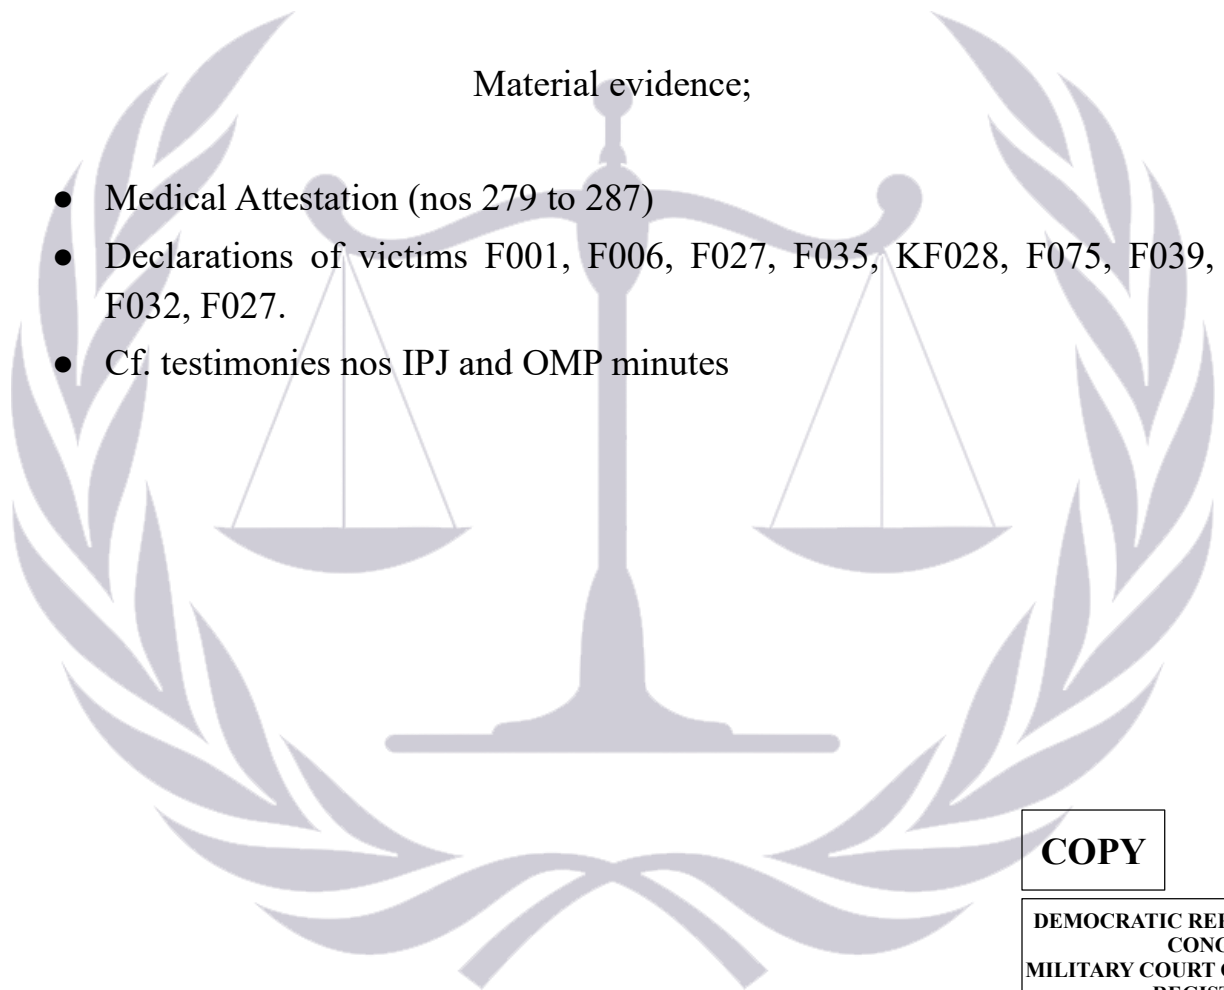 Material evidence;
● Medical Attestation (nos 279 to 287)
● Declarations of victims F001, F006, F027, F035, KF028, F075, F039,
F032, F027.
● Cf. testimonies nos IPJ and OMP minutes
COPY
DEMOCRATIC
CONG
MILITARY COURT